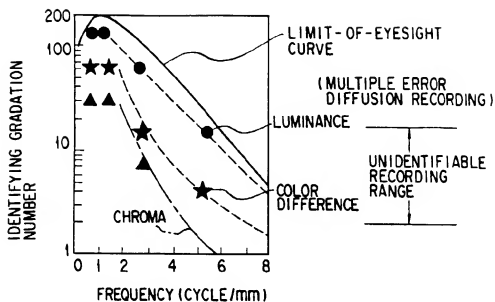 200
100
10
1
0
1
2
4
6
8
IDENTIFYING GRADATION
NUMBER
FREQUENCY (CYCLE/mm)
LIMIT-OF-EYESIGHT
CURVE
(MULTIPLE ERROR
DIFFUSION RECORDING)
LUMINANCE
UNIDENTIFIABLE
RECORDING
RANGE
COLOR
DIFFERENCE
CHROMA